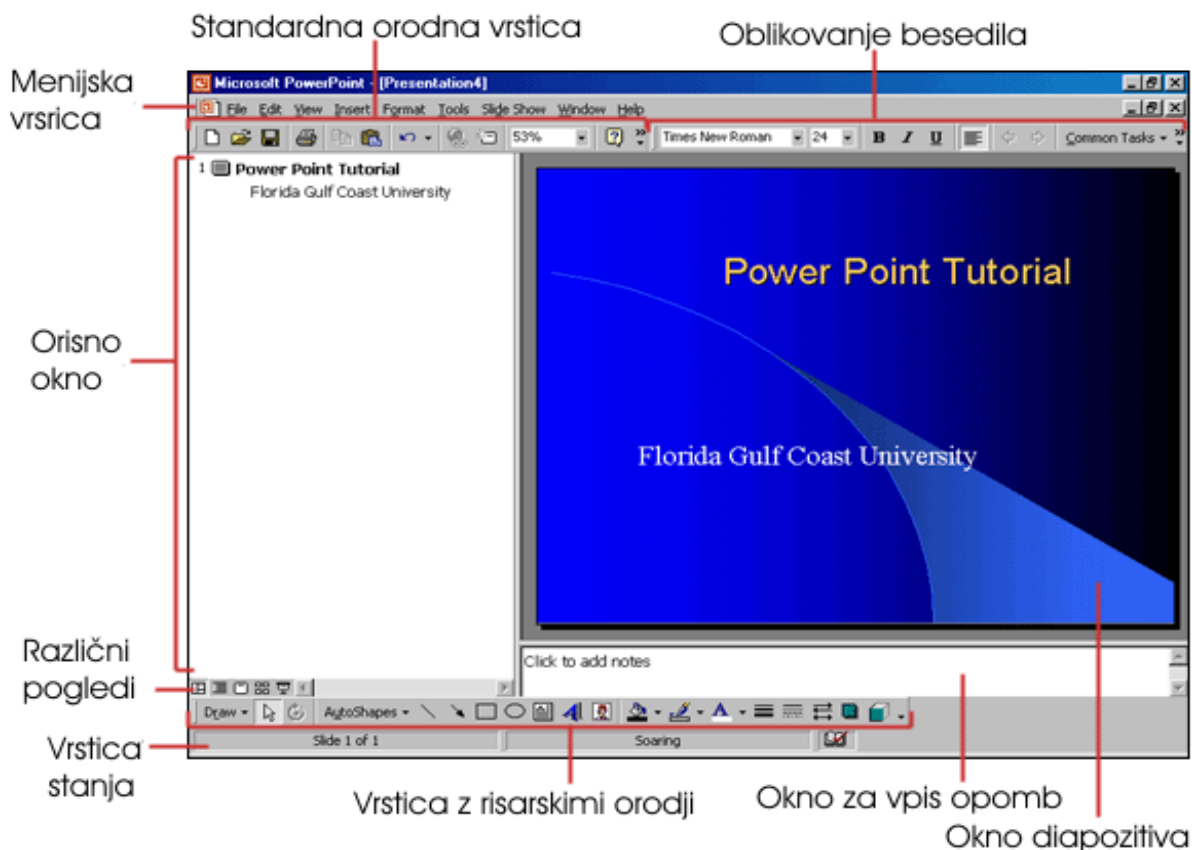 Standardna orodna vrstica
Oblikovanje besedila
Menijska
vrsrica
Microsoft PowerPoint - [Presentation4]
File Edit View Insert Format Tools Slide Show Window Help
53%
Times New Roman 24 B I U Common Tasks
1 Power Point Tutorial
Florida Gulf Coast University
Power Point Tutorial
Florida Gulf Coast University
Orisno
okno
Različni
pogledi
Click to add notes
Draw AutoShapes
Slide 1 of 1 Soaring
Vrstica
stanja
Vrstica z risarskimi orodji
Okno za vpis opomb
Okno diapozitiva